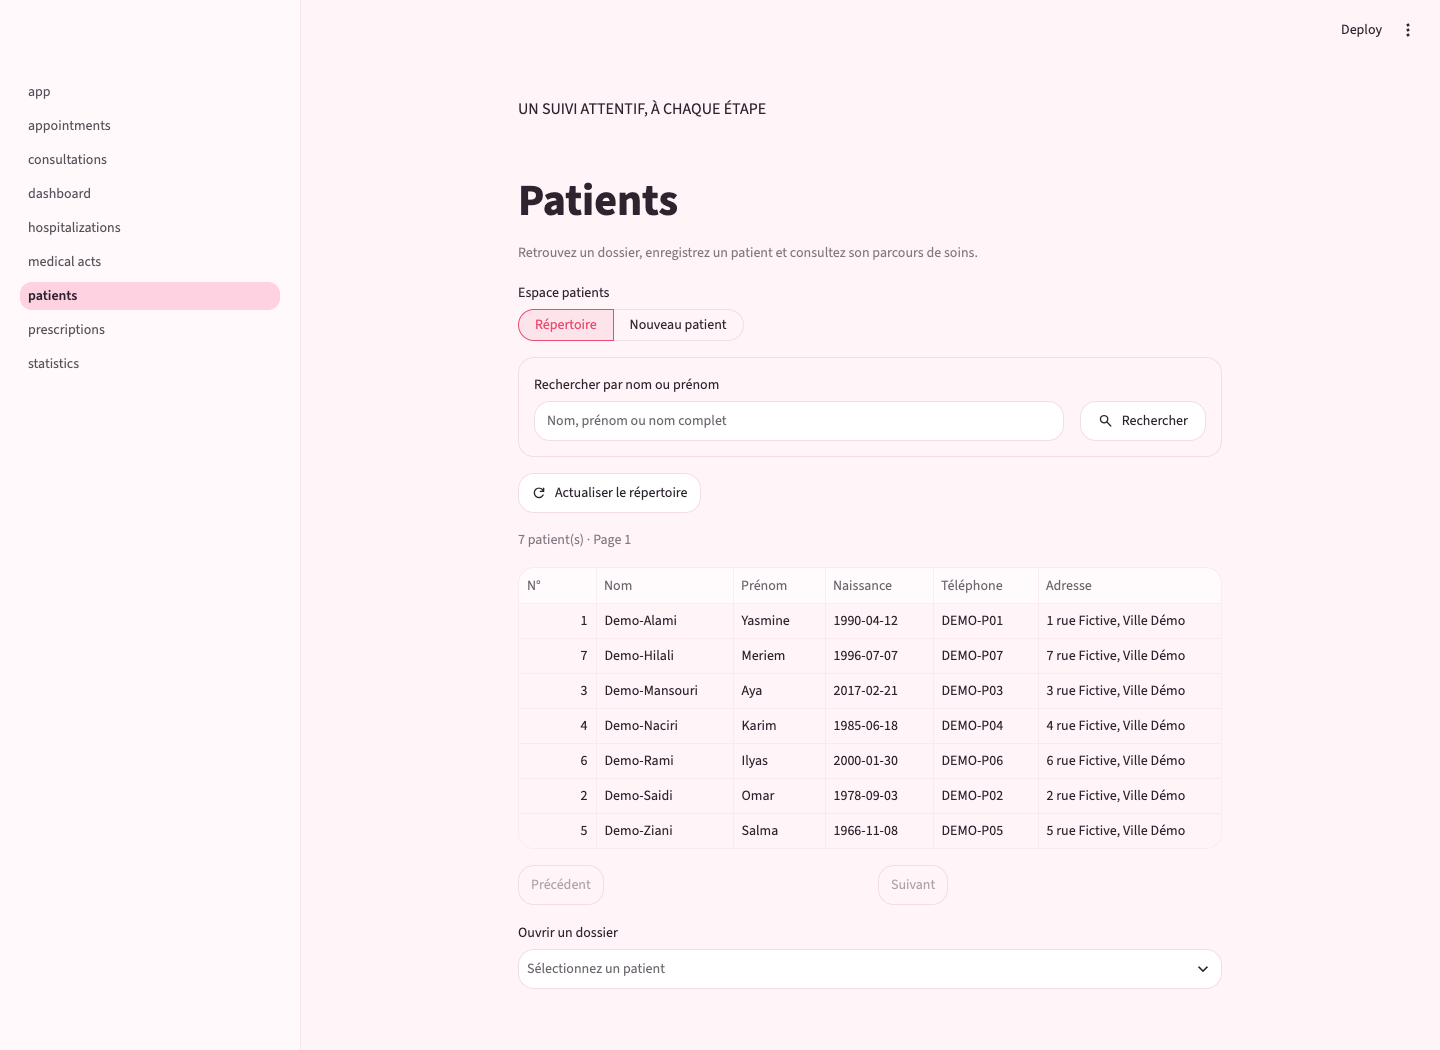 Deploy
app
appointments
consultations
dashboard
hospitalizations
medical acts
patients
prescriptions
statistics
UN SUIVI ATTENTIF, À CHAQUE ÉTAPE
Patients
Retrouvez un dossier, enregistrez un patient et consultez son parcours de soins.
Espace patients
Répertoire Nouveau patient
Rechercher par nom ou prénom
Nom, prénom ou nom complet Rechercher
Actualiser le répertoire
7 patient(s) · Page 1
N° Nom Prénom Naissance Téléphone Adresse
1 Demo-Alami Yasmine 1990-04-12 DEMO-P01 1 rue Fictive, Ville Démo
7 Demo-Hilali Meriem 1996-07-07 DEMO-P07 7 rue Fictive, Ville Démo
3 Demo-Mansouri Aya 2017-02-21 DEMO-P03 3 rue Fictive, Ville Démo
4 Demo-Naciri Karim 1985-06-18 DEMO-P04 4 rue Fictive, Ville Démo
6 Demo-Rami Ilyas 2000-01-30 DEMO-P06 6 rue Fictive, Ville Démo
2 Demo-Saidi Omar 1978-09-03 DEMO-P02 2 rue Fictive, Ville Démo
5 Demo-Ziani Salma 1966-11-08 DEMO-P05 5 rue Fictive, Ville Démo
Précédent Suivant
Ouvrir un dossier
Sélectionnez un patient